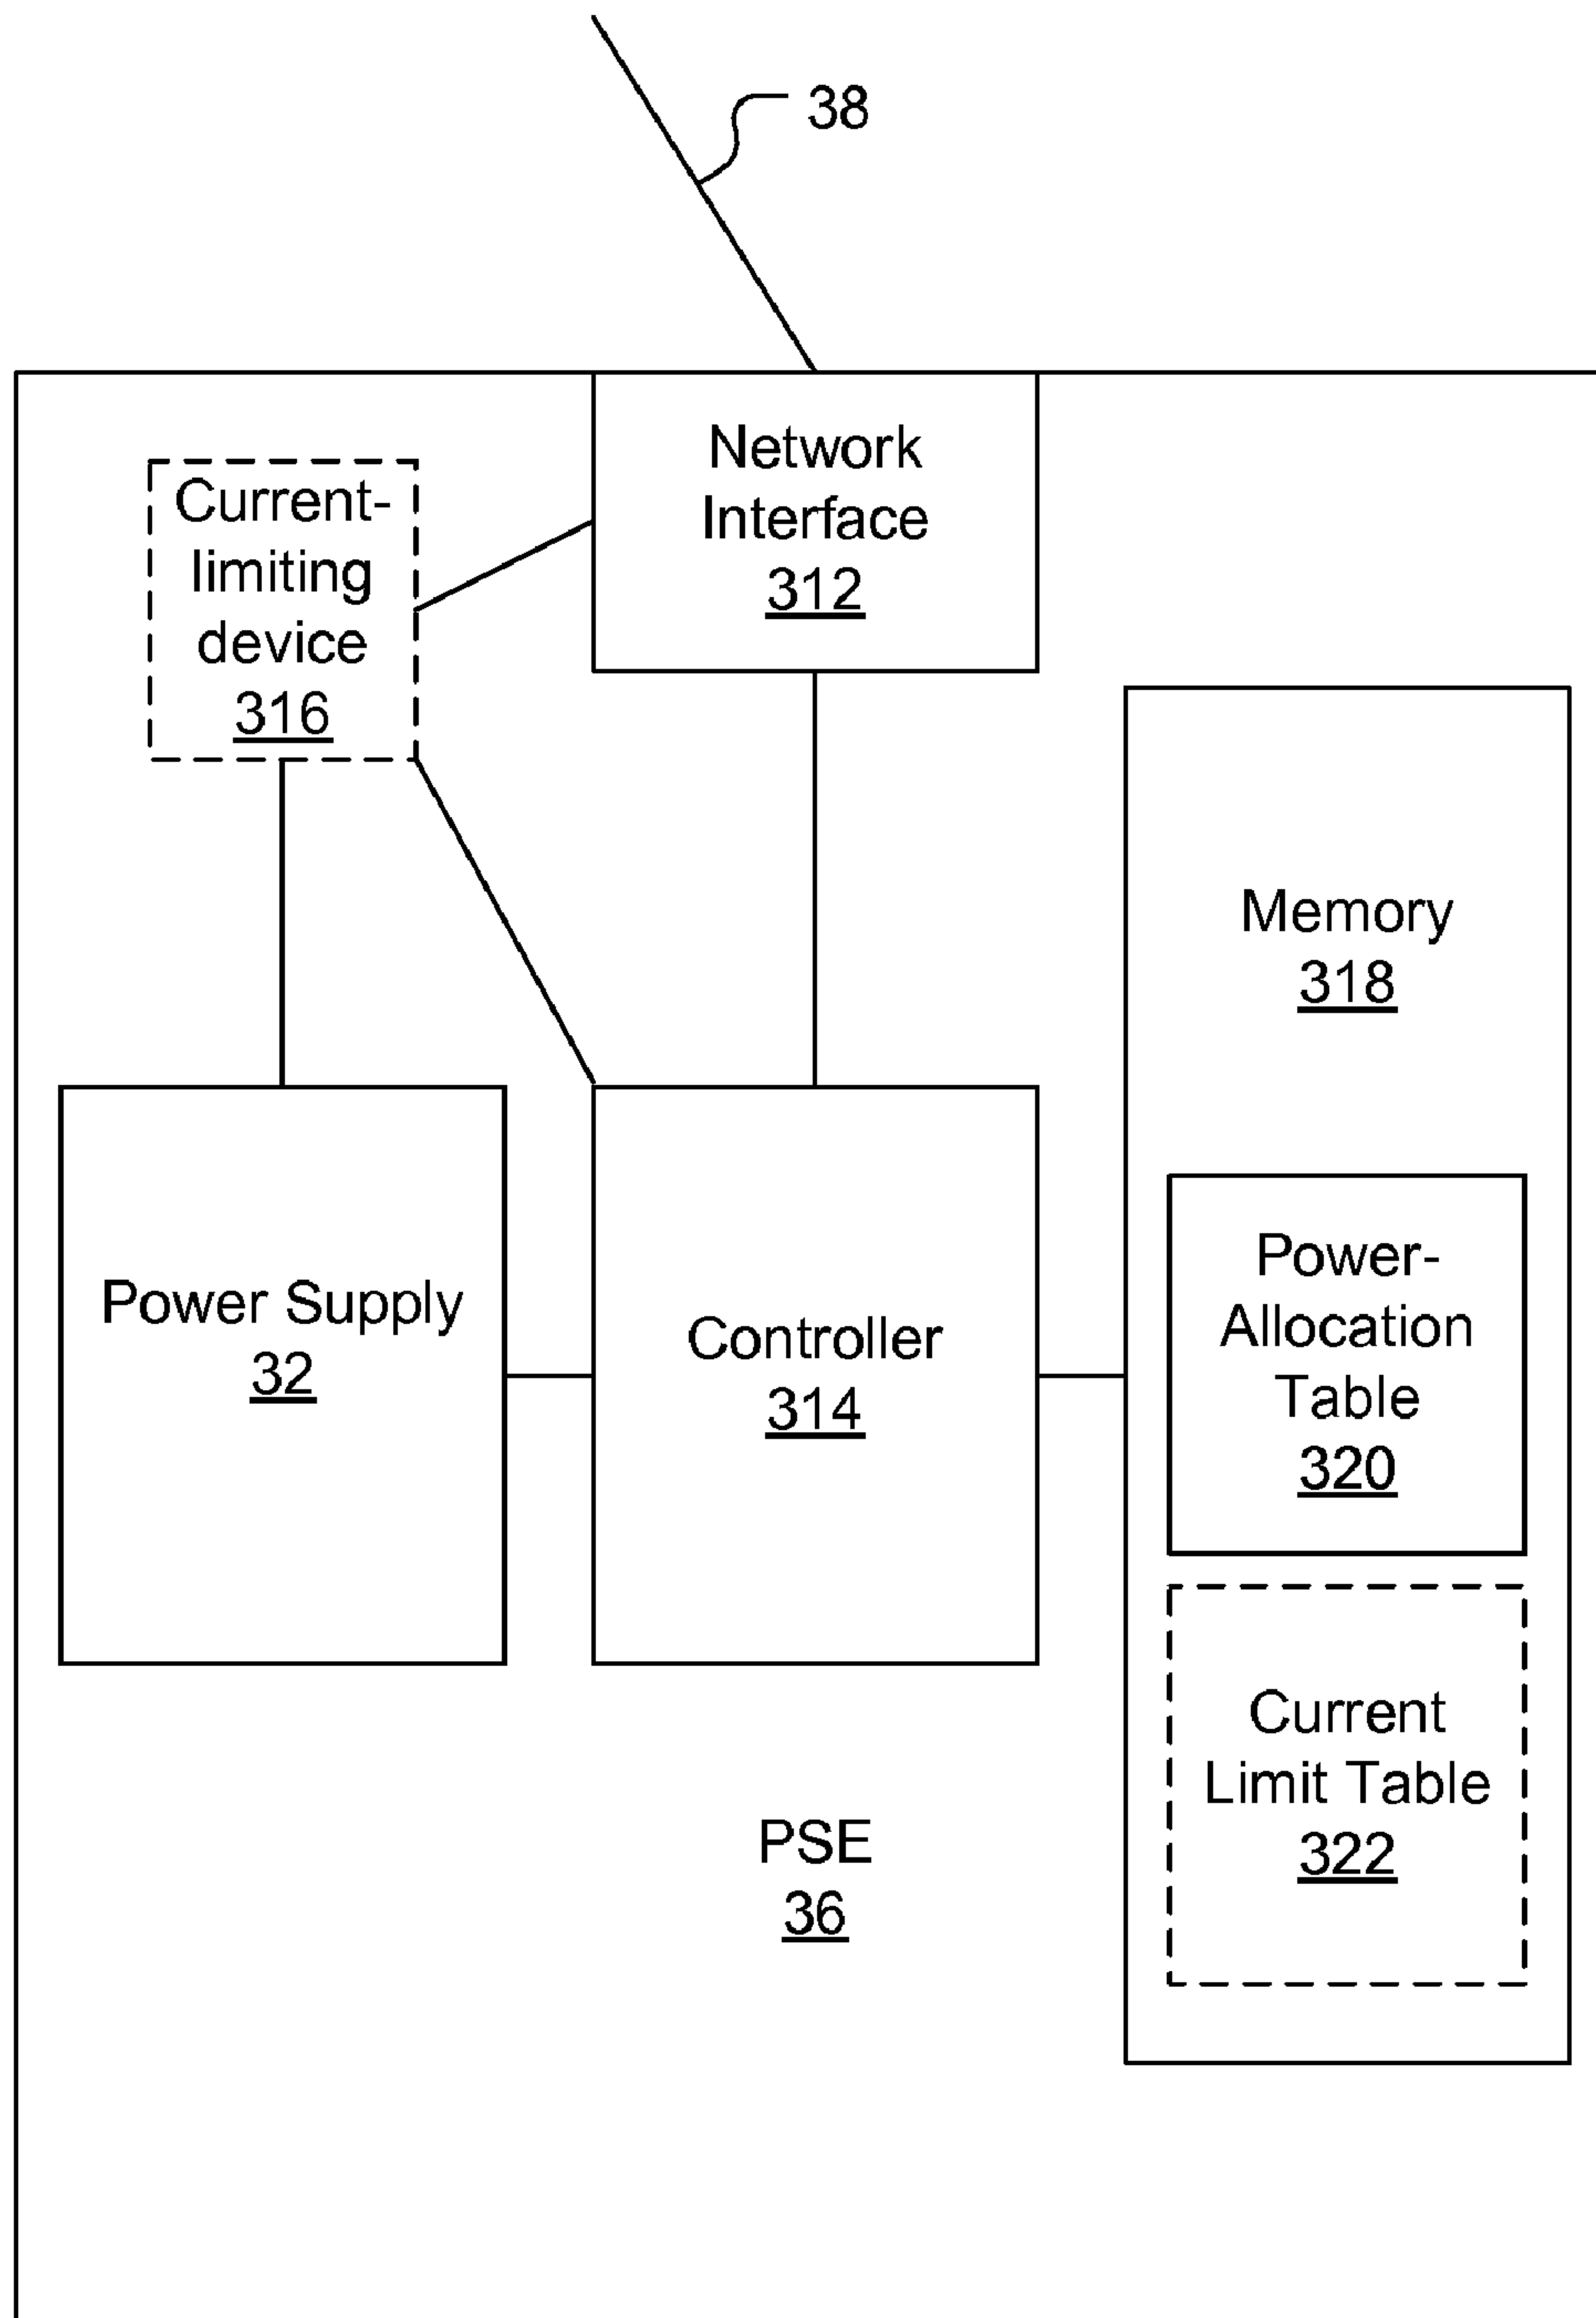 38
Network
Interface
312
Current-
limiting
device
316
Memory
318
Power Supply
32
Controller
314
Power-
Allocation
Table
320
Current
Limit Table
322
PSE
36